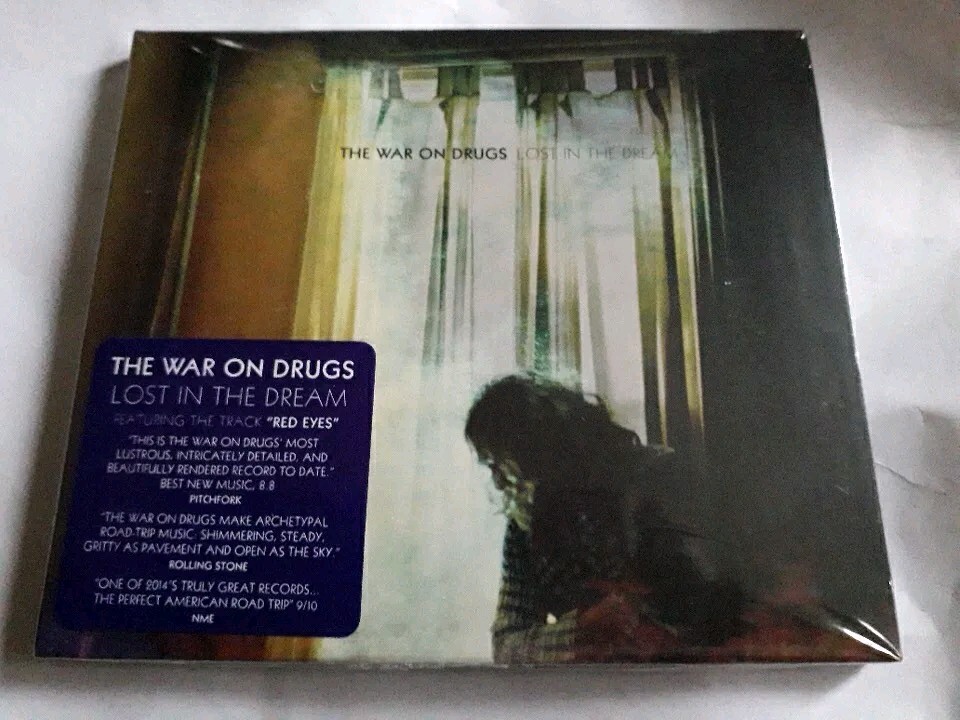 THE WAR ON DRUGS LOST IN THE DREAM
THE WAR ON DRUGS
LOST IN THE DREAM
FEATURING THE TRACK "RED EYES"
"THIS IS THE WAR ON DRUGS' MOST
LUSTROUS, INTRICATELY DETAILED, AND
BEAUTIFULLY RENDERED RECORD TO DATE."
BEST NEW MUSIC, 8.8
PITCHFORK
"THE WAR ON DRUGS MAKE ARCHETYPAL
ROAD-TRIP MUSIC: SHIMMERING, STEADY,
GRITTY AS PAVEMENT AND OPEN AS THE SKY."
ROLLING STONE
"ONE OF 2014'S TRULY GREAT RECORDS...
THE PERFECT AMERICAN ROAD TRIP" 9/10
NME